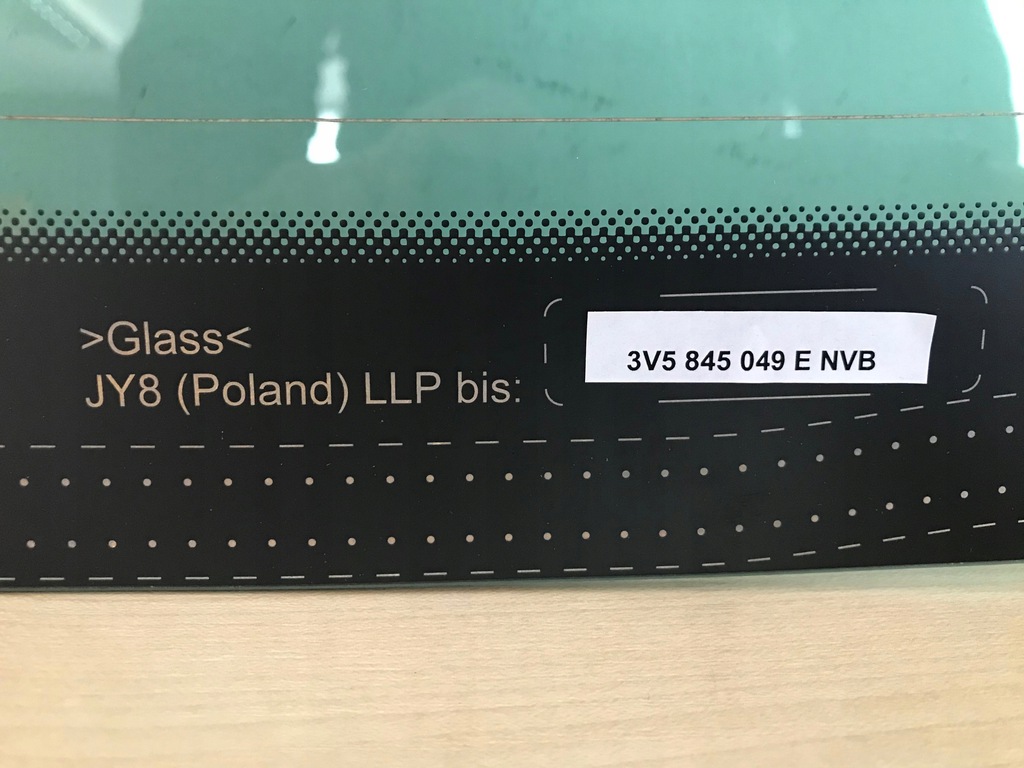 >Glass<
JY8 (Poland) LLP bis:
3V5 845 049 E NVB